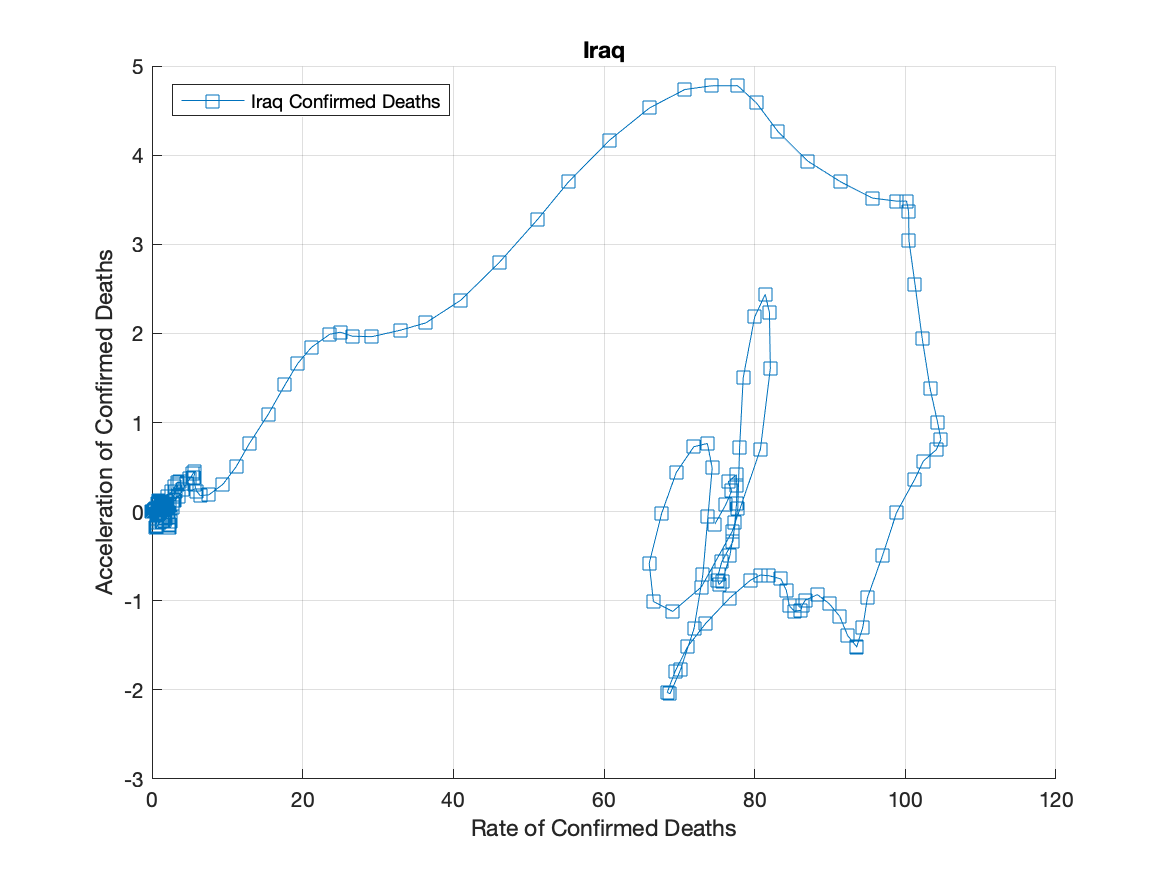 Iraq
Iraq Confirmed Deaths
5
4
3
2
1
0
-1
-2
-3
0 20 40 60 80 100 120
Acceleration of Confirmed Deaths
Rate of Confirmed Deaths